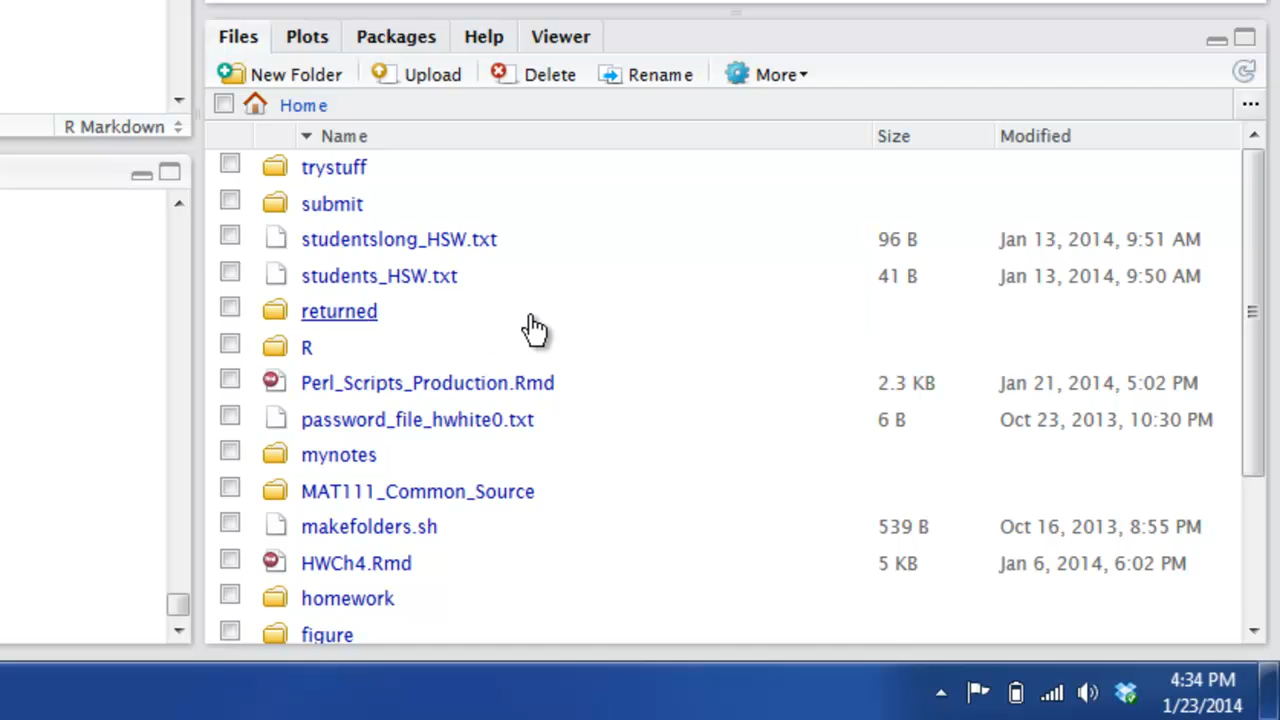 Files Plots Packages Help Viewer
New Folder Upload Delete Rename More
Home ...
R Markdown
Name Size Modified
trystuff
submit
studentslong_HSW.txt 96 B Jan 13, 2014, 9:51 AM
students_HSW.txt 41 B Jan 13, 2014, 9:50 AM
returned
R
Perl_Scripts_Production.Rmd 2.3 KB Jan 21, 2014, 5:02 PM
password_file_hwhite0.txt 6 B Oct 23, 2013, 10:30 PM
mynotes
MAT111_Common_Source
makefolders.sh 539 B Oct 16, 2013, 8:55 PM
HWCh4.Rmd 5 KB Jan 6, 2014, 6:02 PM
homework
figure
4:34 PM
1/23/2014